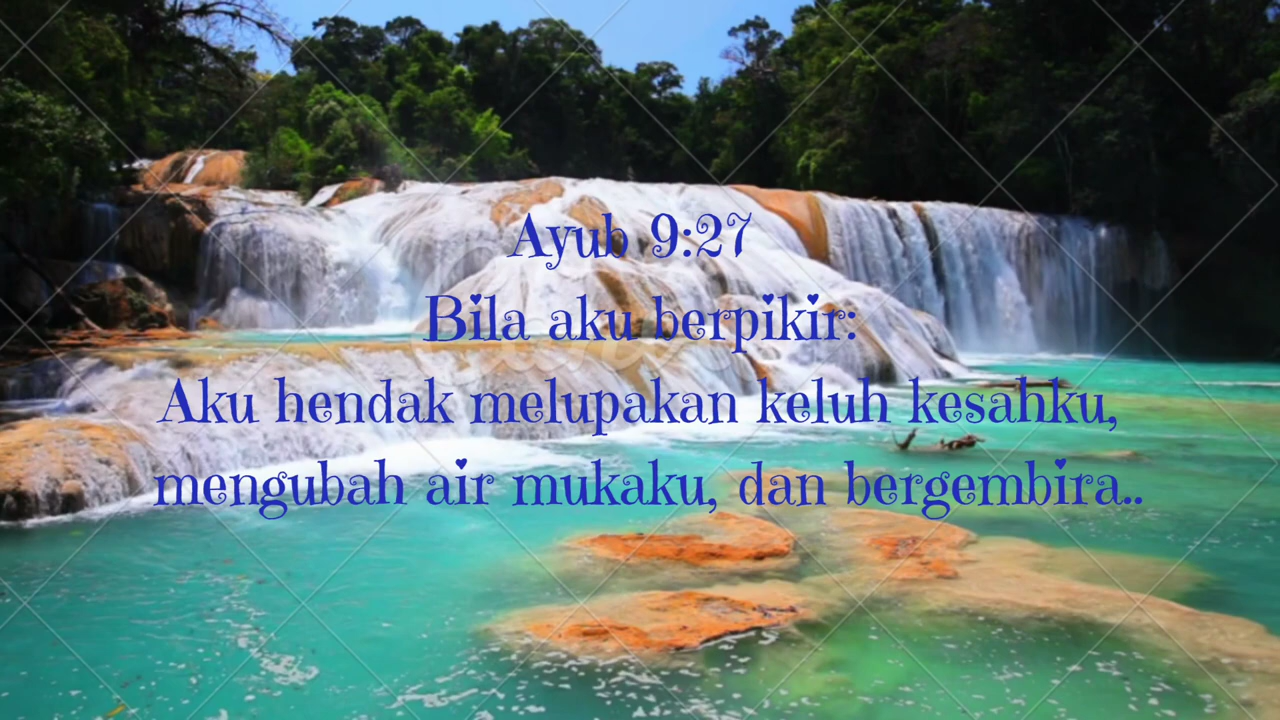 Ayub 9:27
Bila aku berpikir:
Aku hendak melupakan keluh kesahku,
mengubah air mukaku, dan bergembira..